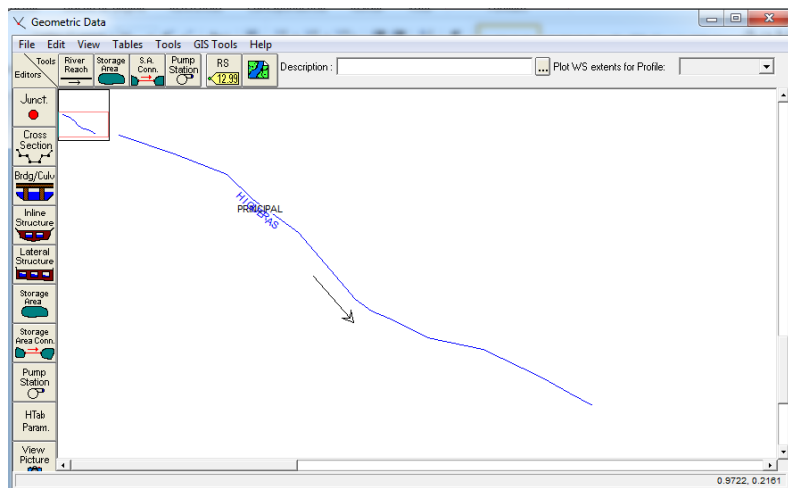 Geometric Data
File Edit View Tables Tools GIS Tools Help
Tools
Editors
River
Reach
Storage
Area
S.A.
Conn.
Pump
Station
RS
12.99
Description :
...
Plot WS extents for Profile:
Junct.
Cross
Section
Brdg/Culv
Inline
Structure
Lateral
Structure
Storage
Area
Storage
Area Conn.
Pump
Station
HTab
Param.
View
Picture
HIGUERAS
PRINCIPAL
0.9722, 0.2161